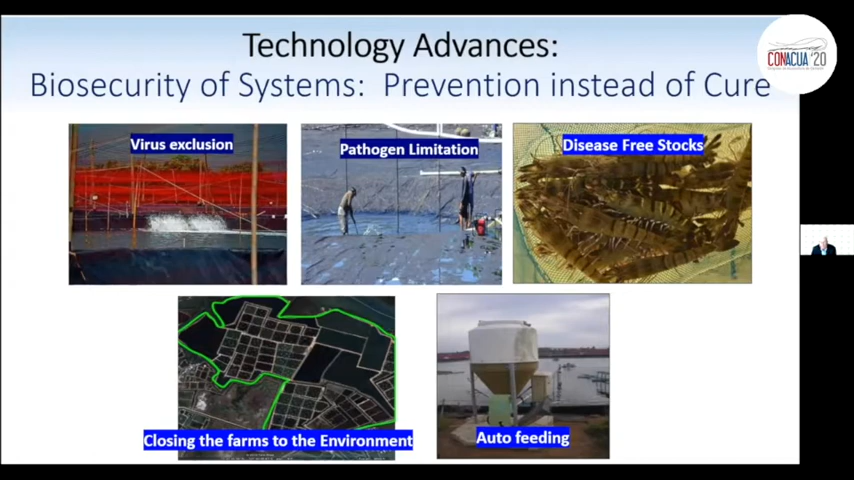 Technology Advances:
Biosecurity of Systems: Prevention instead of Cure
CONACUA '20
Virus exclusion
Pathogen Limitation
Disease Free Stocks
Closing the farms to the Environment
Auto feeding